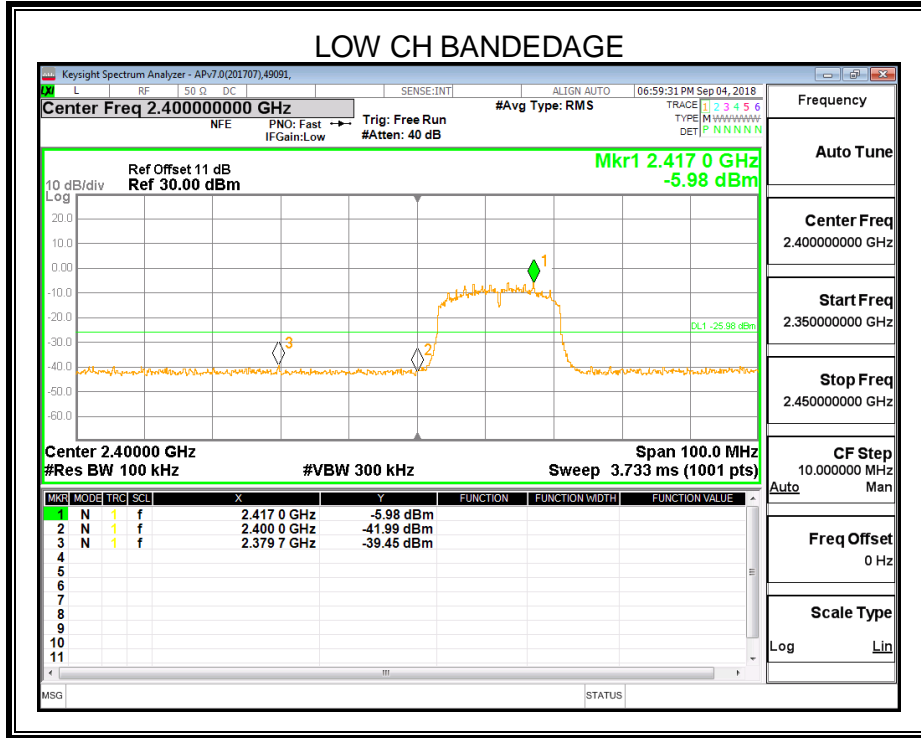 LOW CH BANDEDAGE
Keysight Spectrum Analyzer - APv7.0(201707),49091,
LXI L RF 50 Ω DC SENSE:INT ALIGN AUTO 06:59:31 PM Sep 04, 2018
Center Freq 2.400000000 GHz #Avg Type: RMS TRACE 1 2 3 4 5 6
NFE PNO: Fast Trig: Free Run TYPE M WWWWW
IFGain:Low #Atten: 40 dB DET P N N N N N
Mkr1 2.417 0 GHz
Ref Offset 11 dB
10 dB/div Ref 30.00 dBm -5.98 dBm
Log
20.0
10.0
1
0.00
-10.0
-20.0
DL1 -25.98 dBm
-30.0
3 2
-40.0
-50.0
-60.0
Center 2.40000 GHz Span 100.0 MHz
#Res BW 100 kHz #VBW 300 kHz Sweep 3.733 ms (1001 pts)
MKR MODE TRC SCL X Y FUNCTION FUNCTION WIDTH FUNCTION VALUE
1 N 1 f 2.417 0 GHz -5.98 dBm
2 N 1 f 2.400 0 GHz -41.99 dBm
3 N 1 f 2.379 7 GHz -39.45 dBm
4
5
6
7
8
9
10
11
MSG STATUS
Frequency
Auto Tune
Center Freq
2.400000000 GHz
Start Freq
2.350000000 GHz
Stop Freq
2.450000000 GHz
CF Step
10.000000 MHz
Auto Man
Freq Offset
0 Hz
Scale Type
Log Lin